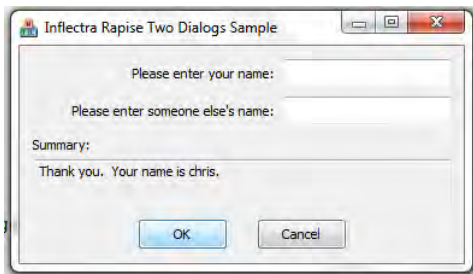 Inflectra Rapise Two Dialogs Sample
Please enter your name:
Please enter someone else's name:
Summary:
Thank you. Your name is chris.
OK Cancel